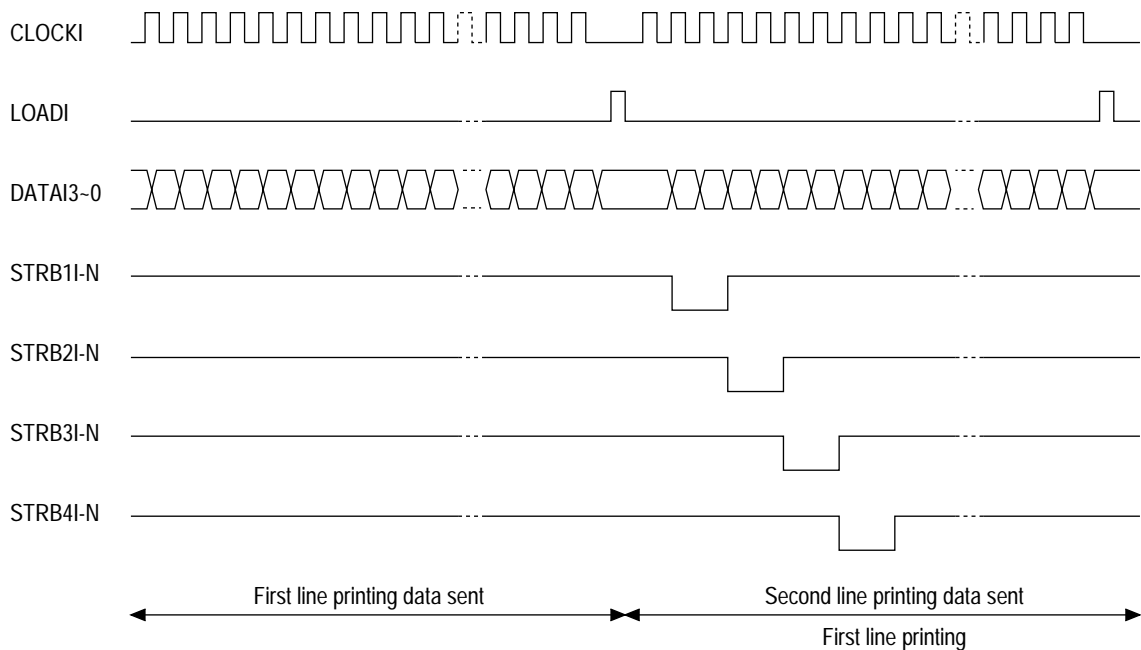 CLOCKI
LOADI
DATAI3~0
STRB1I-N
STRB2I-N
STRB3I-N
STRB4I-N
First line printing data sent
Second line printing data sent
First line printing